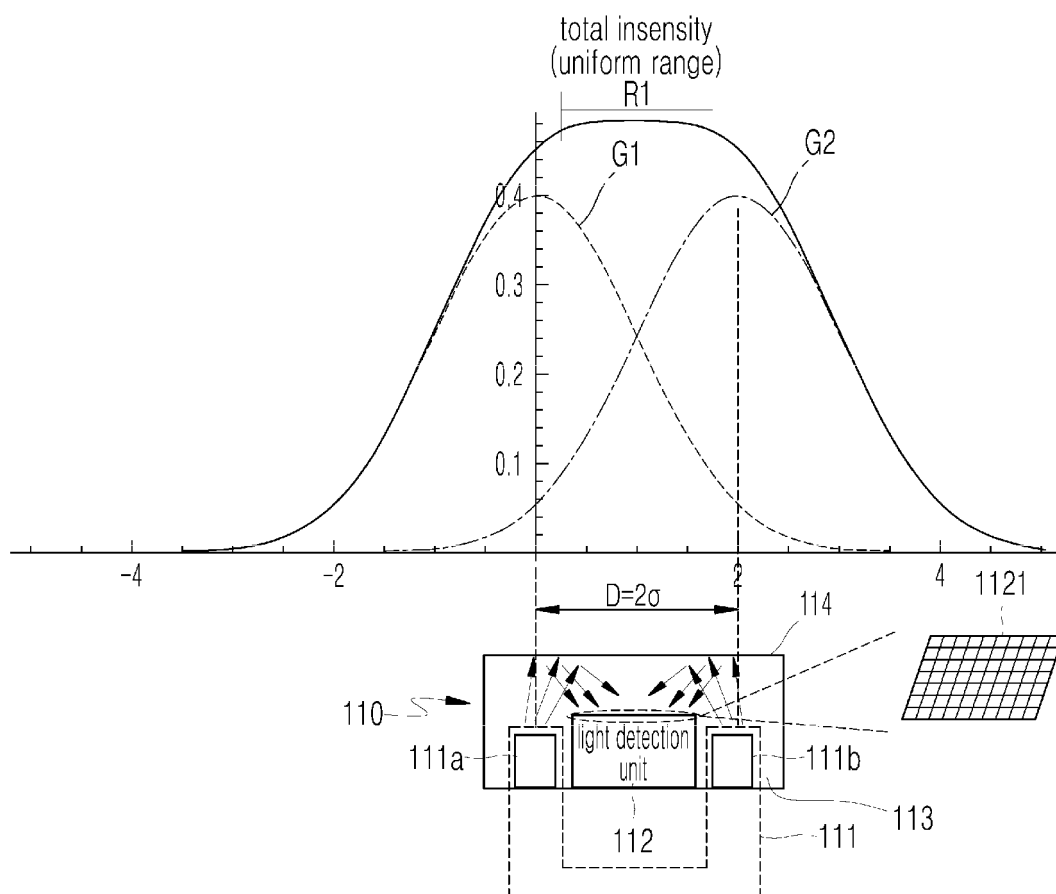 total insensity
(uniform range)
R1
G1
G2
0.4
0.3
0.2
0.1
-4
-2
2
4
D=2σ
114
1121
110
111a
light detection
unit
111b
112
113
111